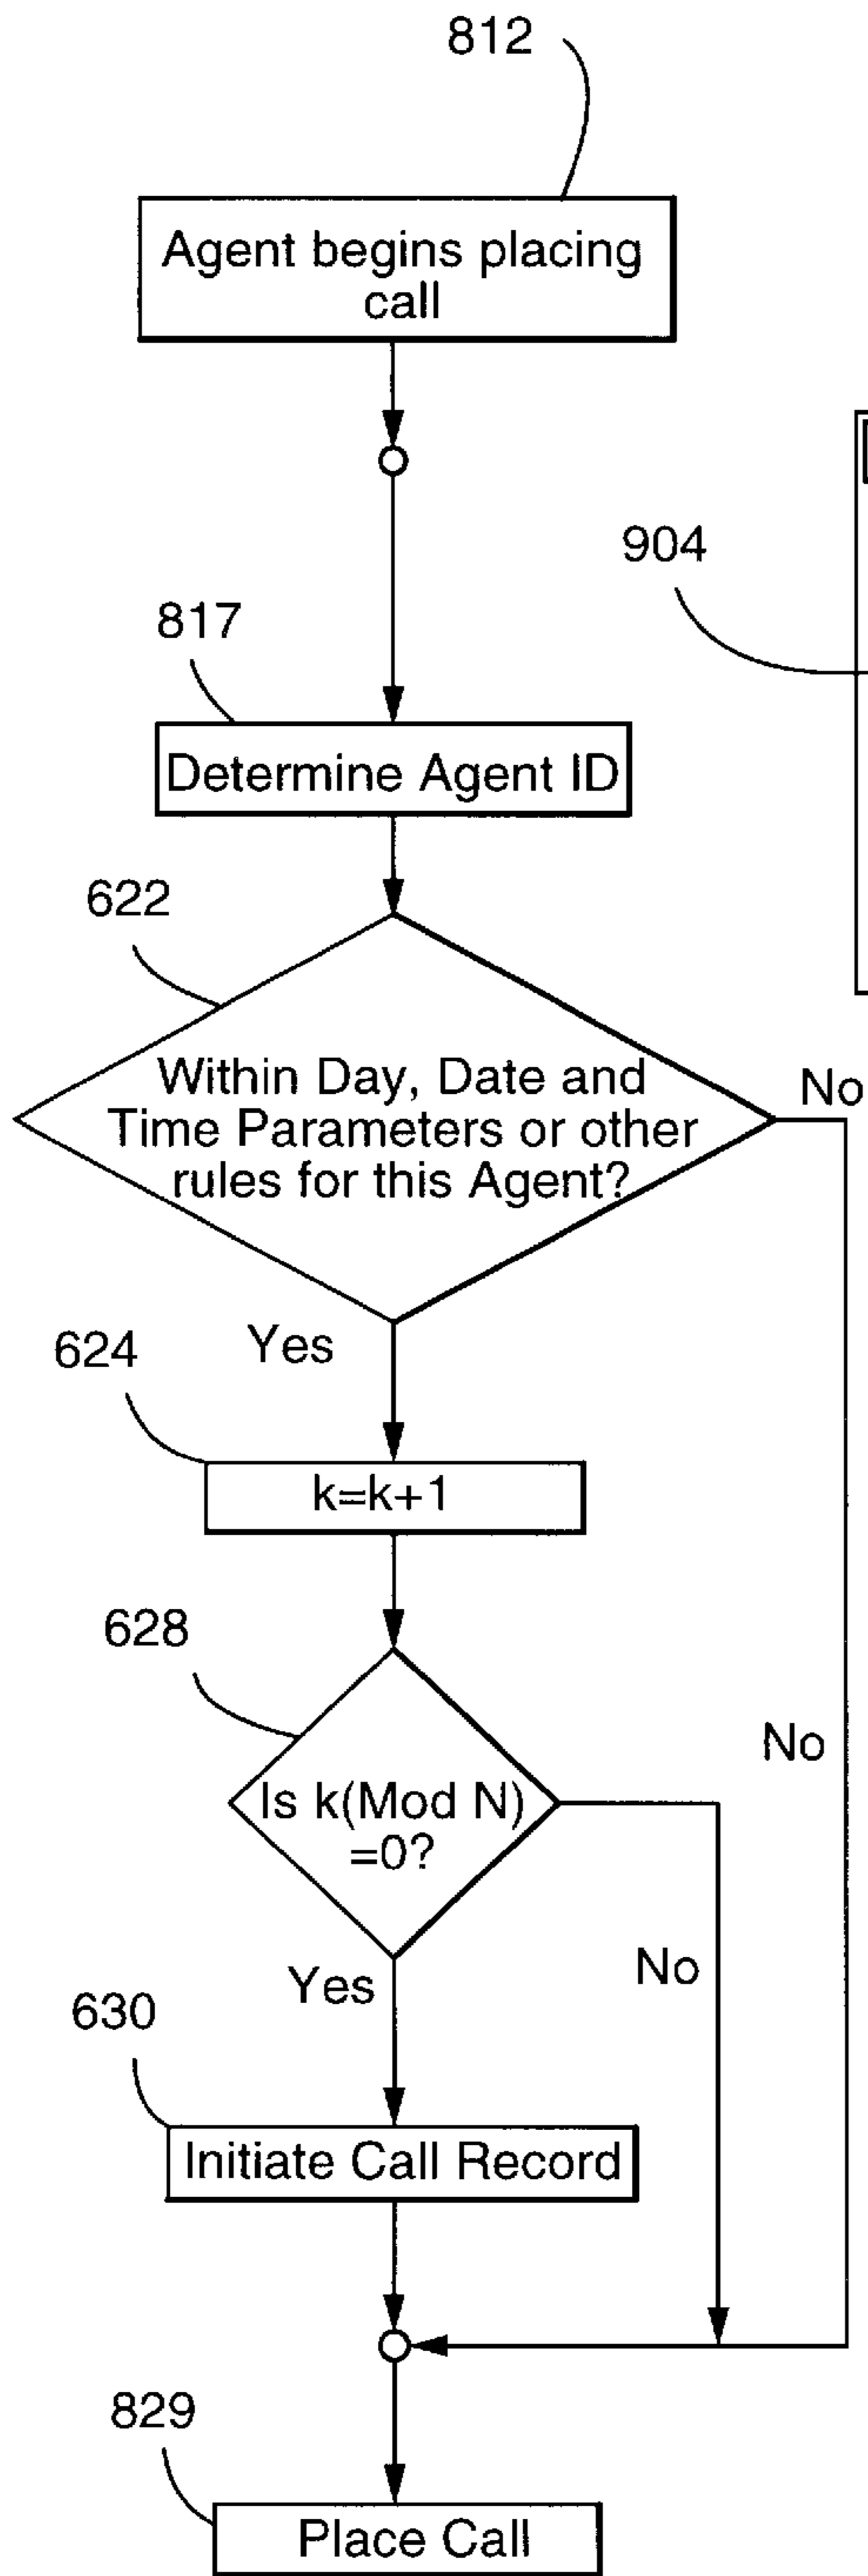 812
Agent begins placing
call
904
817
Determine Agent ID
622
Within Day, Date and
Time Parameters or other
rules for this Agent?
No
Yes
624
k=k+1
628
Is k(Mod N)
=0?
No
No
Yes
630
Initiate Call Record
829
Place Call